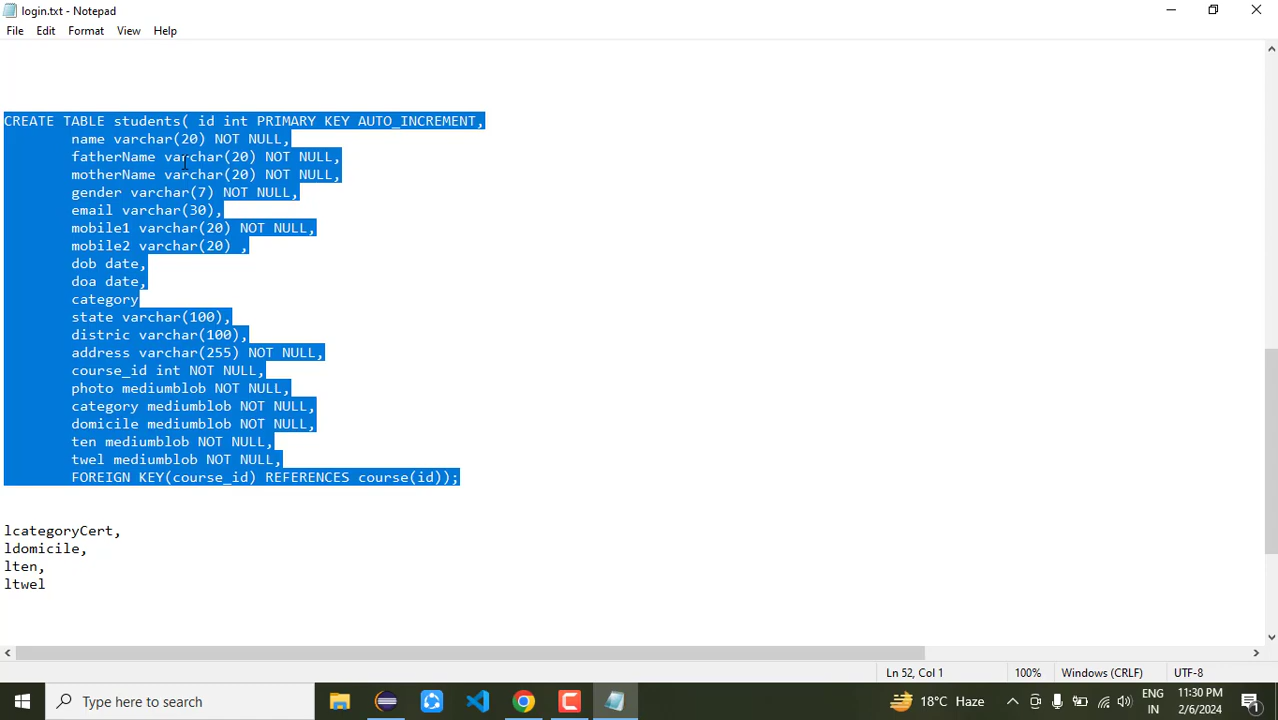 login.txt - Notepad
File Edit Format View Help
CREATE TABLE students( id int PRIMARY KEY AUTO_INCREMENT,
name varchar(20) NOT NULL,
fatherName varchar(20) NOT NULL,
motherName varchar(20) NOT NULL,
gender varchar(7) NOT NULL,
email varchar(30),
mobile1 varchar(20) NOT NULL,
mobile2 varchar(20) ,
dob date,
doa date,
category
state varchar(100),
distric varchar(100),
address varchar(255) NOT NULL,
course_id int NOT NULL,
photo mediumblob NOT NULL,
category mediumblob NOT NULL,
domicile mediumblob NOT NULL,
ten mediumblob NOT NULL,
twel mediumblob NOT NULL,
FOREIGN KEY(course_id) REFERENCES course(id));
lcategoryCert,
ldomicile,
lten,
ltwel
Ln 52, Col 1 100% Windows (CRLF) UTF-8
Type here to search 18°C Haze ENG 11:30 PM
IN 2/6/2024 1